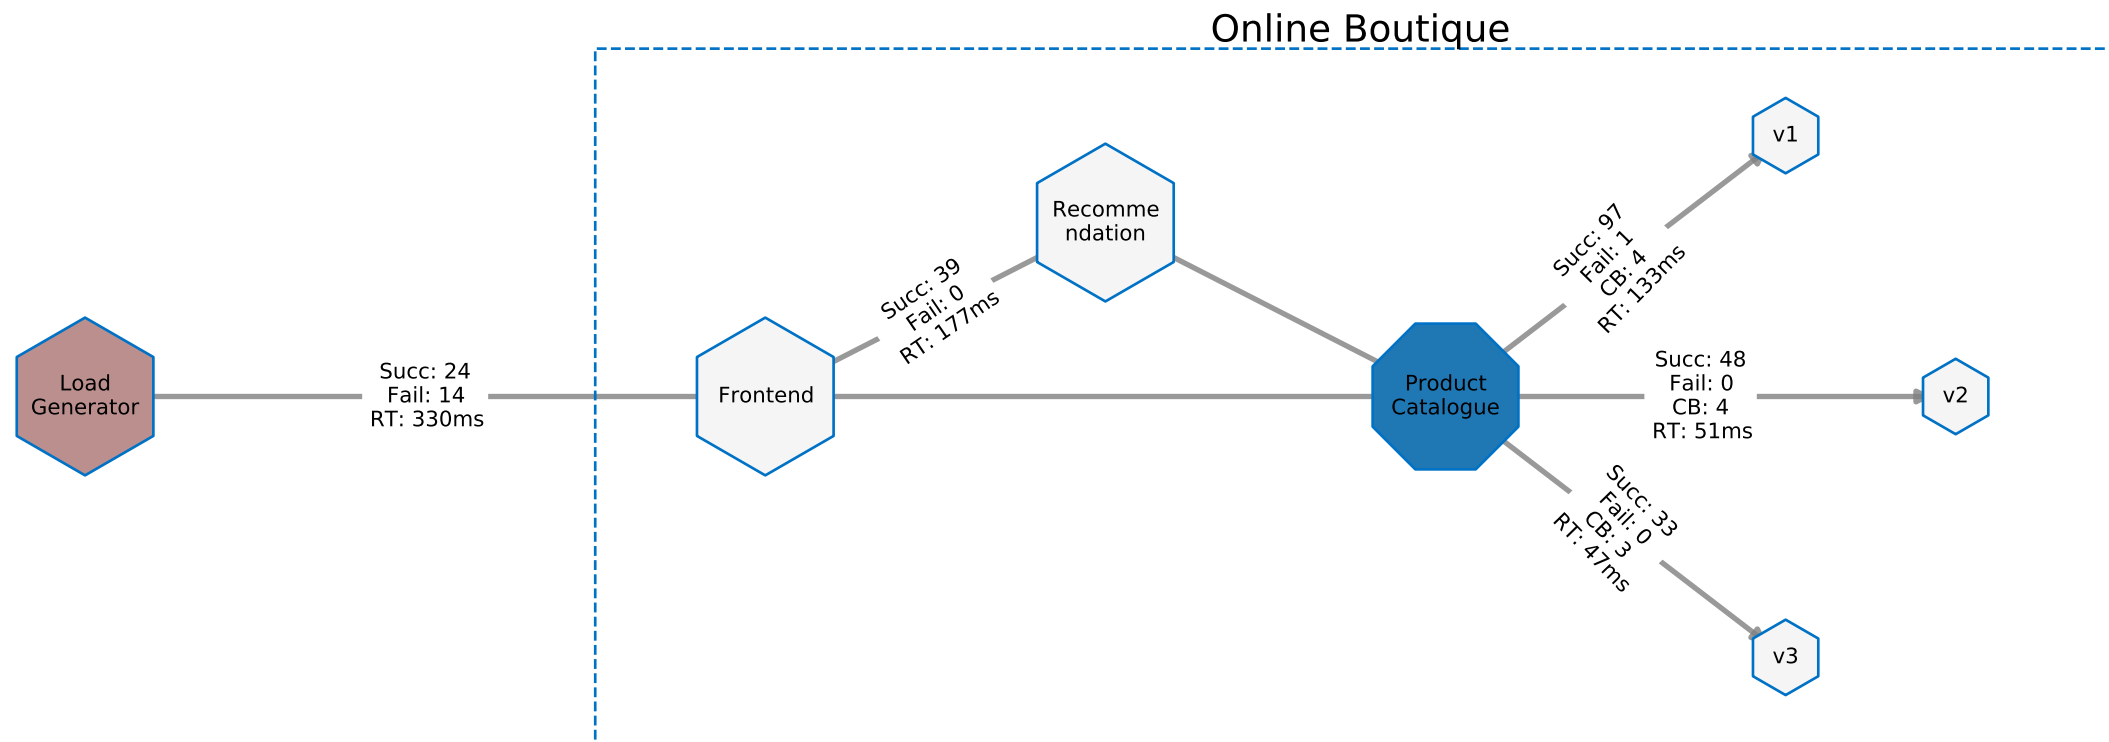 Online Boutique
Load
Generator
Succ: 24
Fail: 14
RT: 330ms
Frontend
Succ: 39
Fail: 0
RT: 177ms
Recomme
ndation
Product
Catalogue
Succ: 97
Fail: 1
CB: 4
RT: 133ms
v1
Succ: 48
Fail: 0
CB: 4
RT: 51ms
v2
Succ: 33
Fail: 0
CB: 3
RT: 47ms
v3